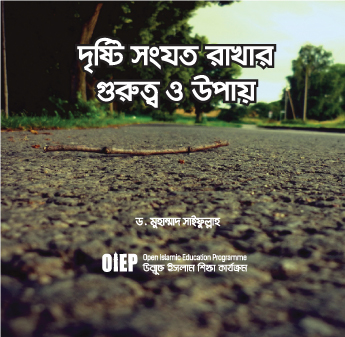 দৃষ্টি সংযত রাখার
গুরুত্ব ও উপায়
ড. মুহাম্মাদ সাইফুল্লাহ
OIEP
Open Islamic Education Programme
উন্মুক্ত ইসলাম শিক্ষা কার্যক্রম